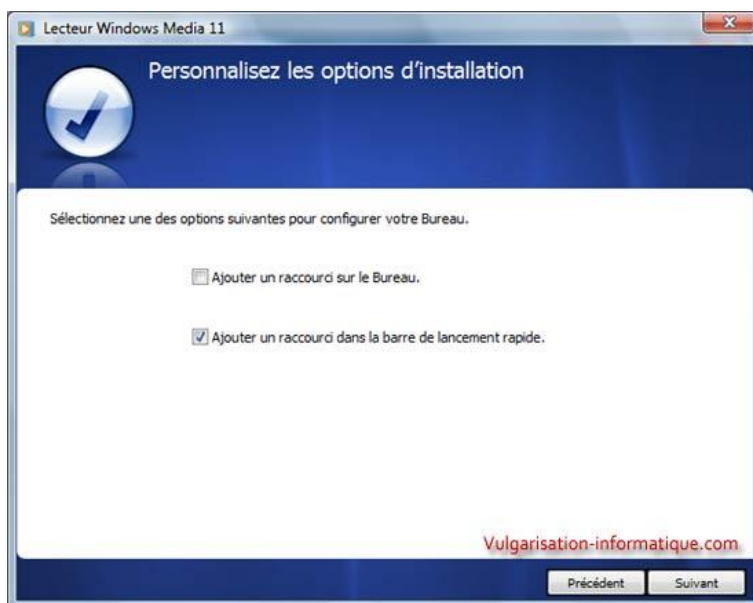 Lecteur Windows Media 11
Personnalisez les options d'installation
Sélectionnez une des options suivantes pour configurer votre Bureau.
Ajouter un raccourci sur le Bureau.
Ajouter un raccourci dans la barre de lancement rapide.
Vulgarisation-informatique.com
Précédent
Suivant